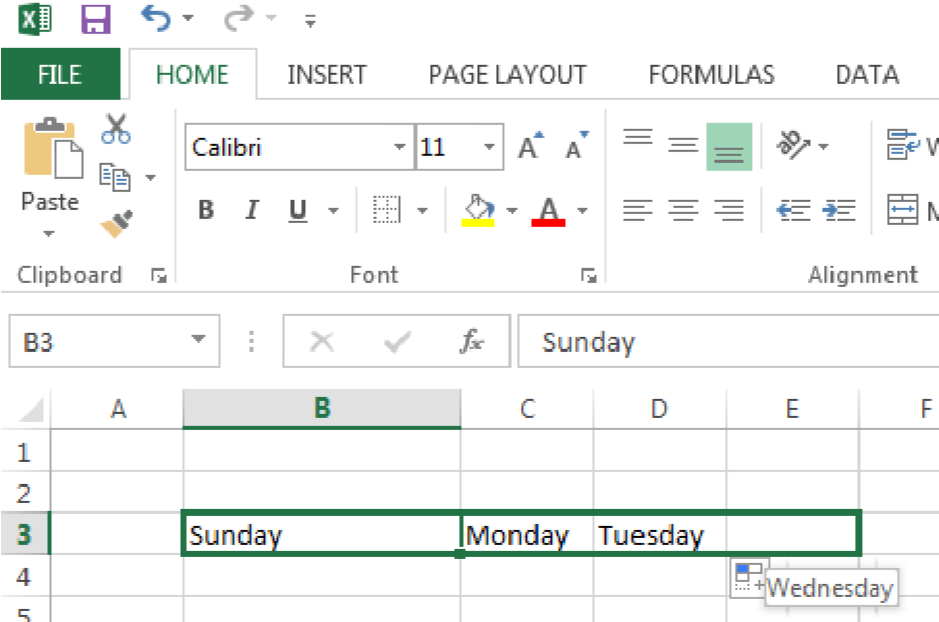 FILE HOME INSERT PAGE LAYOUT FORMULAS DATA
Calibri 11 A A
Paste B I U A
Clipboard Font Alignment
B3 fx Sunday
A B C D E F
1
2
3 Sunday Monday Tuesday
4 Wednesday
5